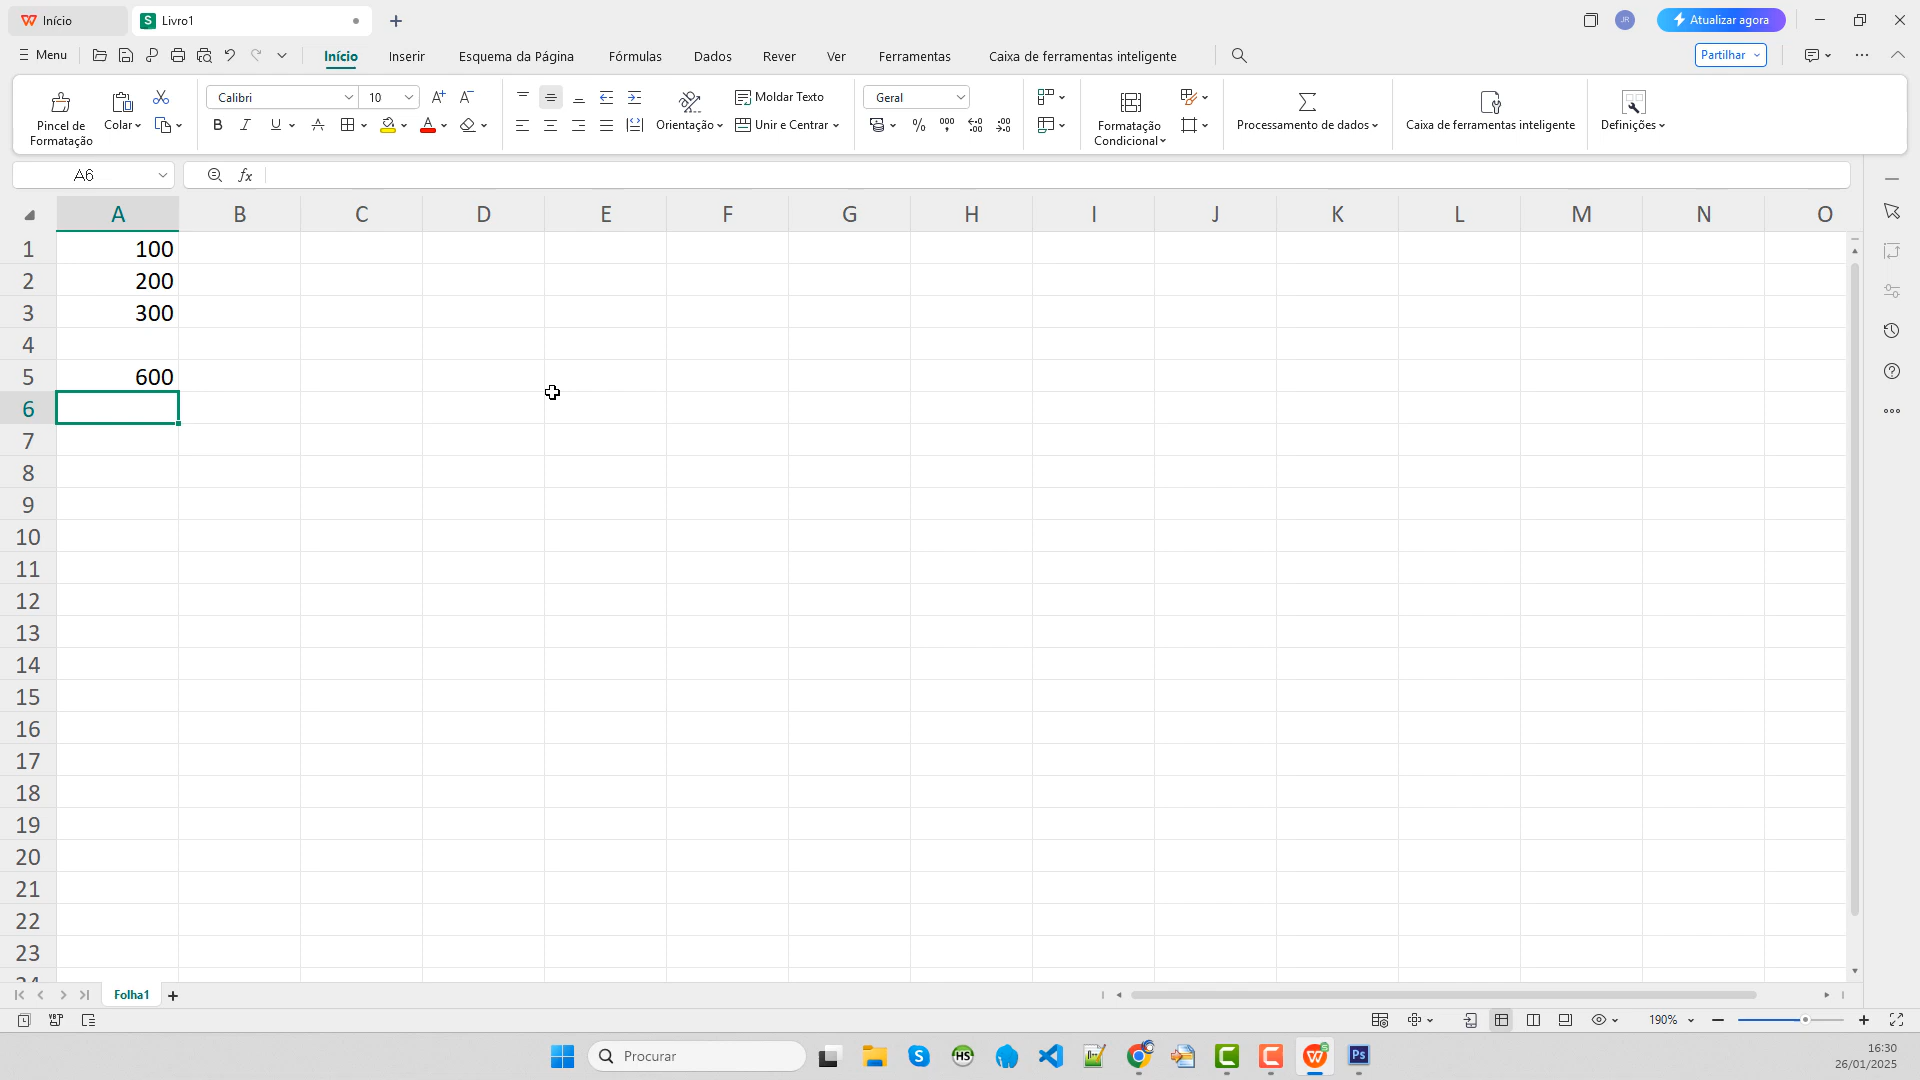 Início
Livro1
JR
Atualizar agora
Menu
Início
Inserir
Esquema da Página
Fórmulas
Dados
Rever
Ver
Ferramentas
Caixa de ferramentas inteligente
Partilhar
Pincel de
Formatação
Colar
Calibri
10
Orientação
Moldar Texto
Unir e Centrar
Geral
Formatação
Condicional
Processamento de dados
Caixa de ferramentas inteligente
Definições
A6
fx
A B C D E F G H I J K L M N O
1 100
2 200
3 300
4
5 600
6
7
8
9
10
11
12
13
14
15
16
17
18
19
20
21
22
23
24
Folha1
190%
Procurar
16:30
26/01/2025